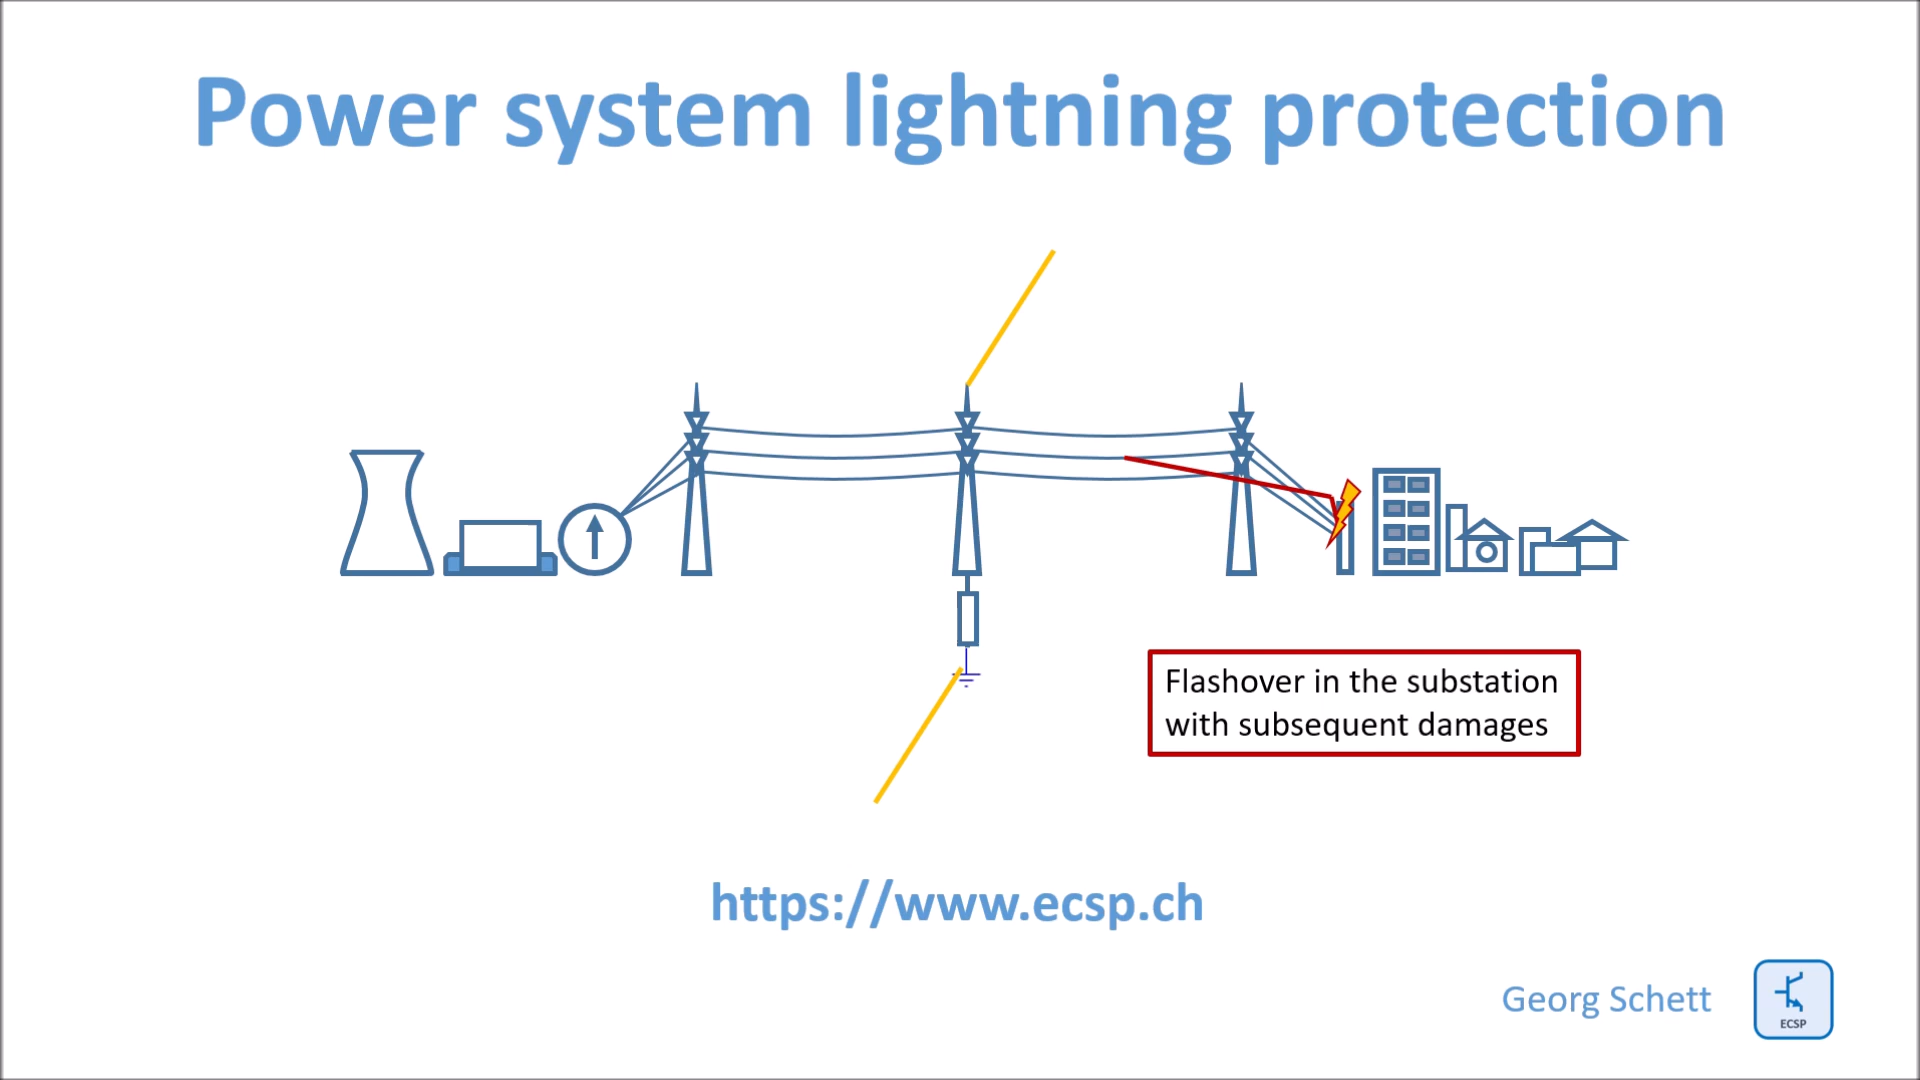 Power system lightning protection
Flashover in the substation
with subsequent damages
https://www.ecsp.ch
Georg Schett
ECSP